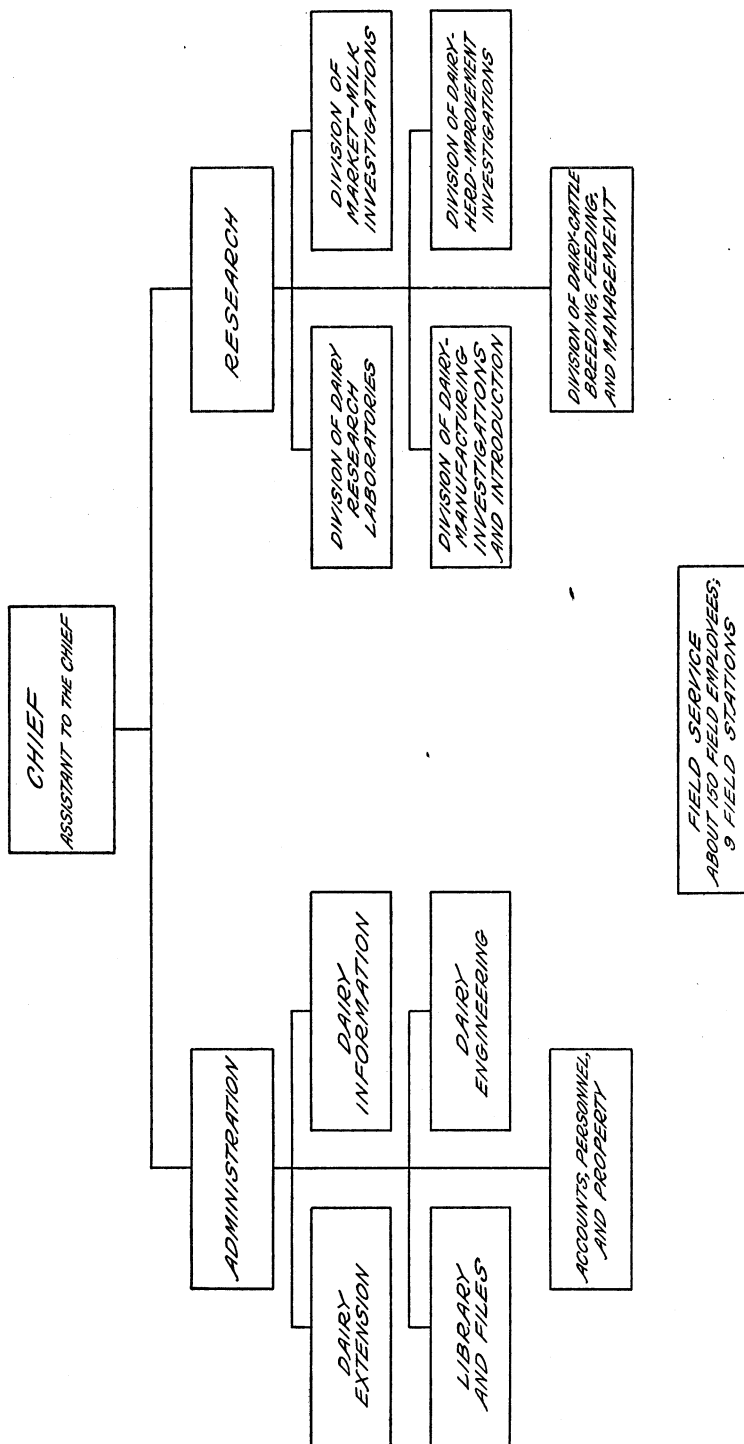 CHIEF
ASSISTANT TO THE CHIEF
ADMINISTRATION
RESEARCH
DAIRY
EXTENSION
DAIRY
INFORMATION
DIVISION OF DAIRY
RESEARCH
LABORATORIES
DIVISION OF
MARKET-MILK
INVESTIGATIONS
LIBRARY
AND FILES
DAIRY
ENGINEERING
DIVISION OF DAIRY-
MANUFACTURING
INVESTIGATIONS
AND INTRODUCTION
DIVISION OF DAIRY-
HERD-IMPROVEMENT
INVESTIGATIONS
ACCOUNTS, PERSONNEL,
AND PROPERTY
DIVISION OF DAIRY-CATTLE
BREEDING, FEEDING,
AND MANAGEMENT
FIELD SERVICE
ABOUT 150 FIELD EMPLOYEES;
9 FIELD STATIONS